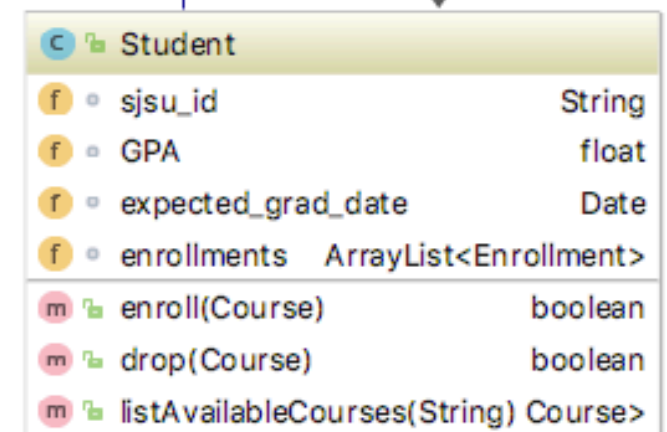 C Student
f sjsu_id String
f GPA float
f expected_grad_date Date
f enrollments ArrayList<Enrollment>
m enroll(Course) boolean
m drop(Course) boolean
m listAvailableCourses(String) Course>